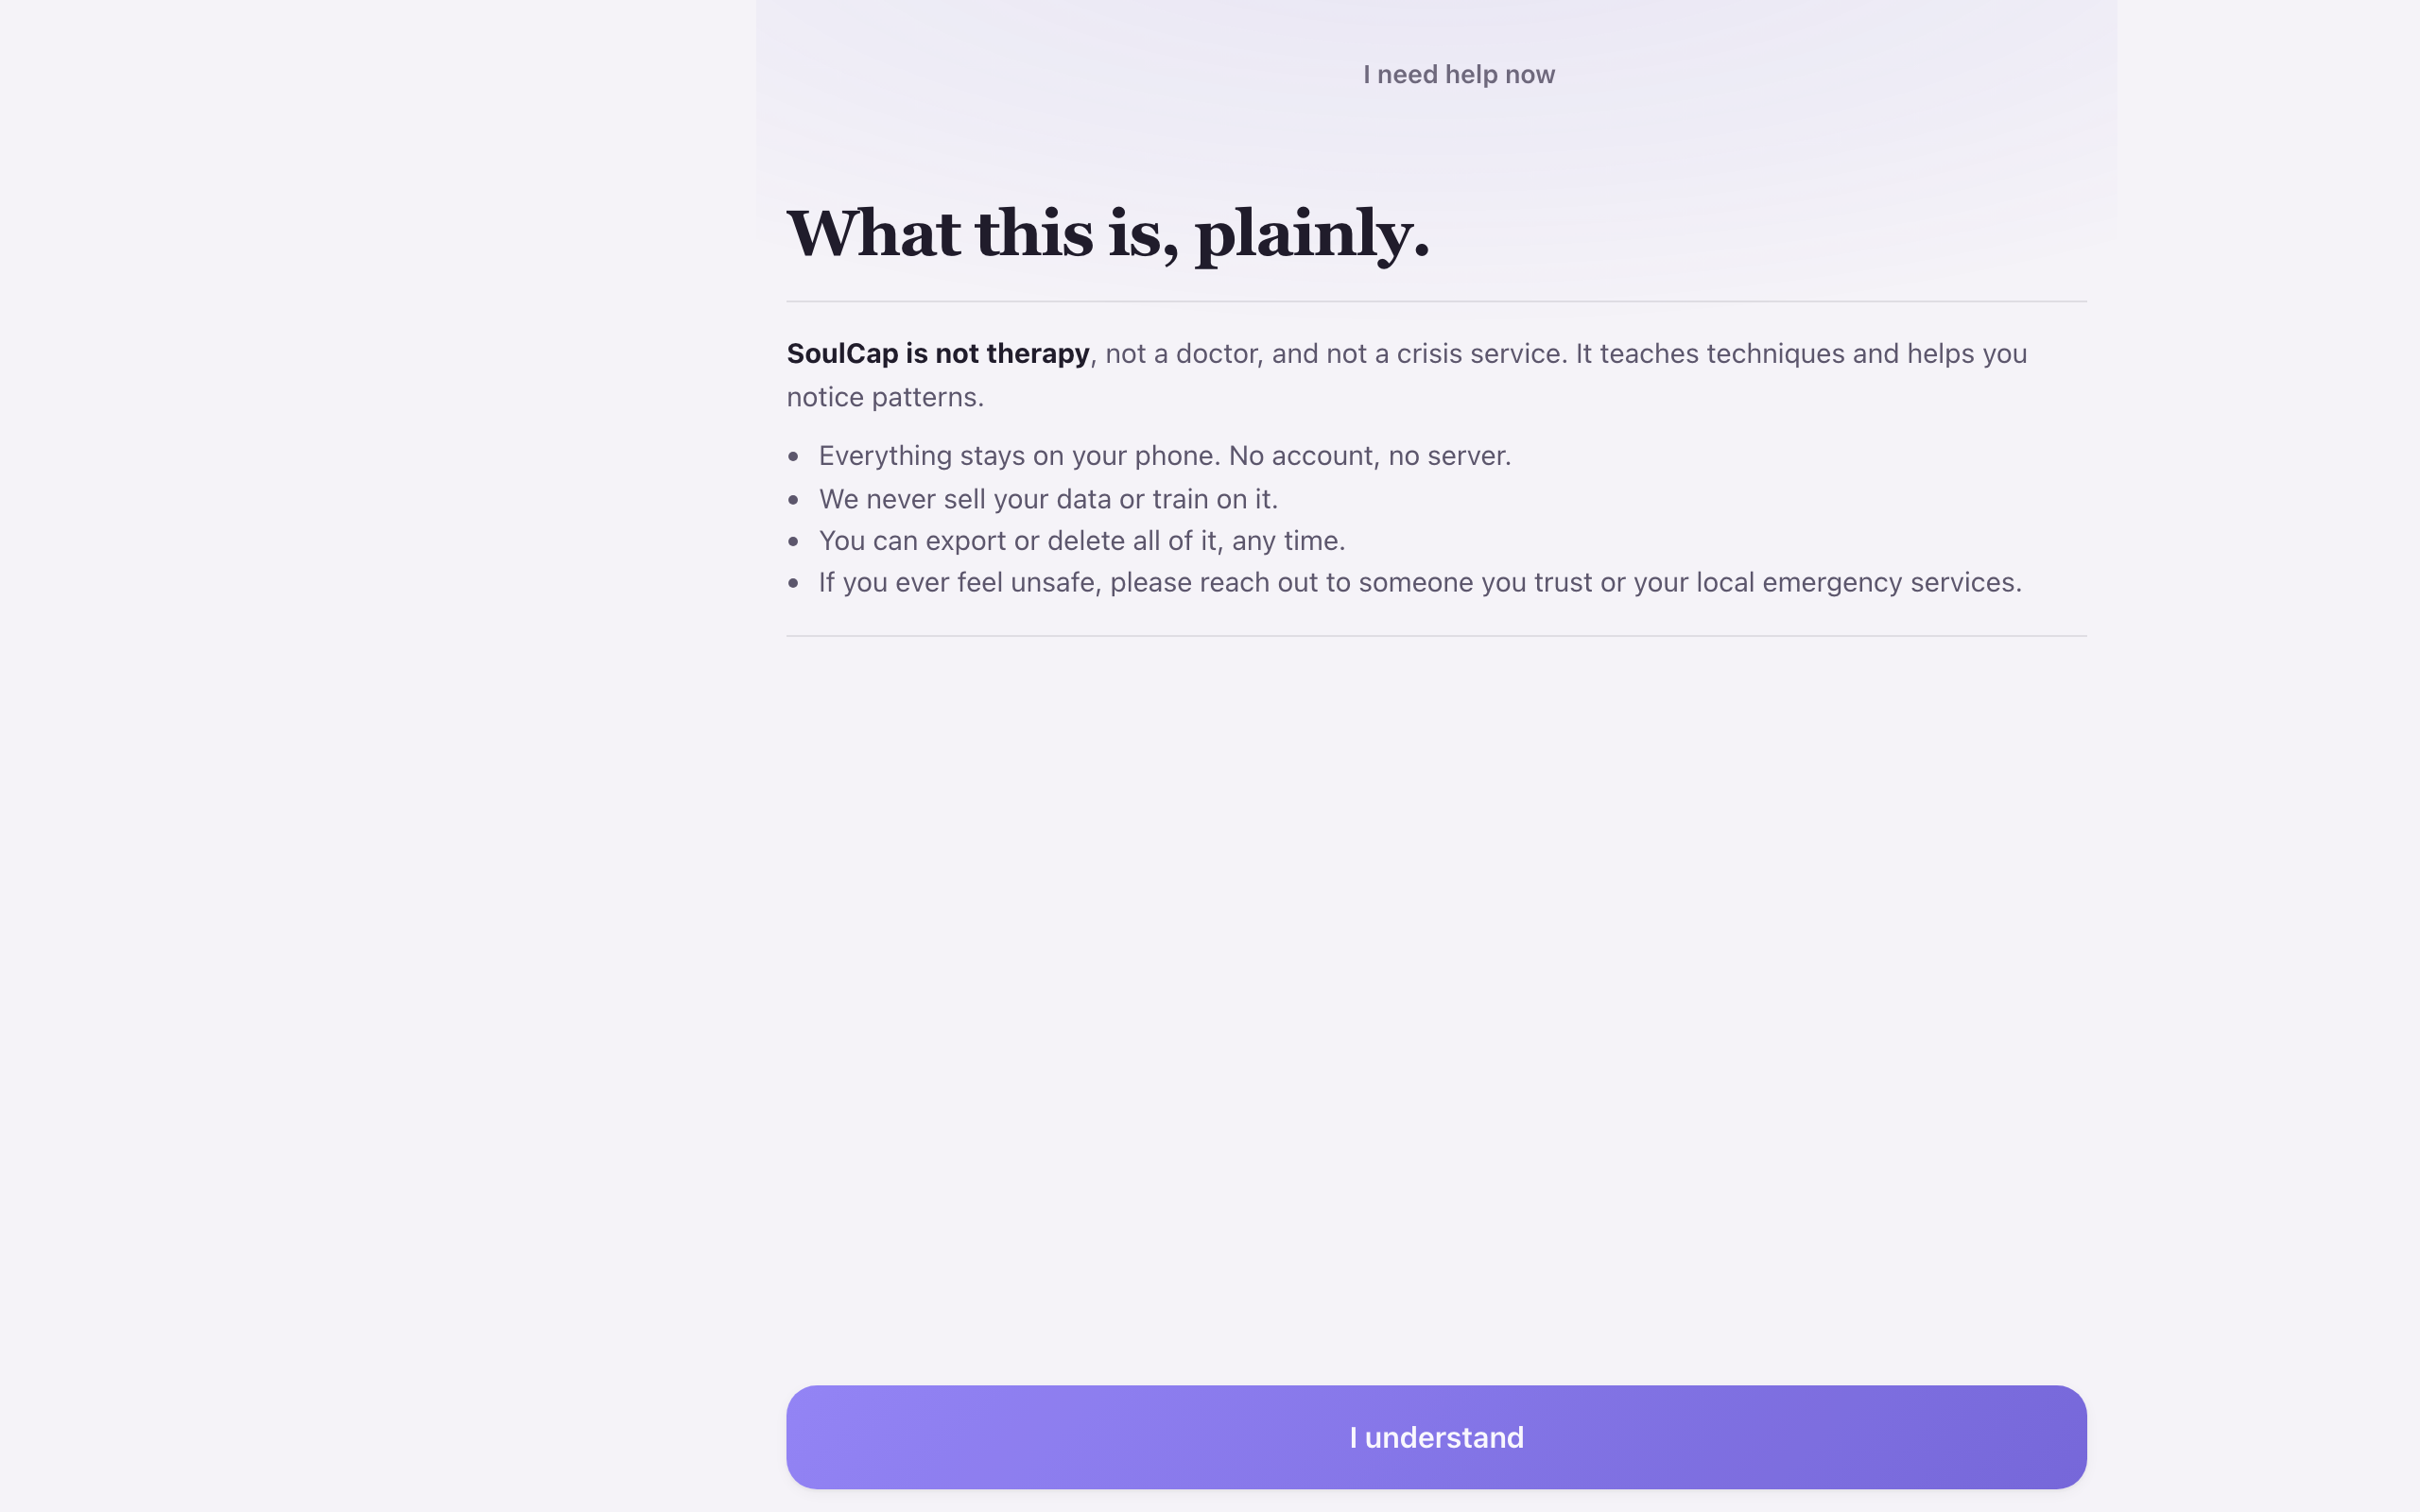 I need help now
What this is, plainly.
SoulCap is not therapy, not a doctor, and not a crisis service. It teaches techniques and helps you
notice patterns.
• Everything stays on your phone. No account, no server.
• We never sell your data or train on it.
• You can export or delete all of it, any time.
• If you ever feel unsafe, please reach out to someone you trust or your local emergency services.
I understand